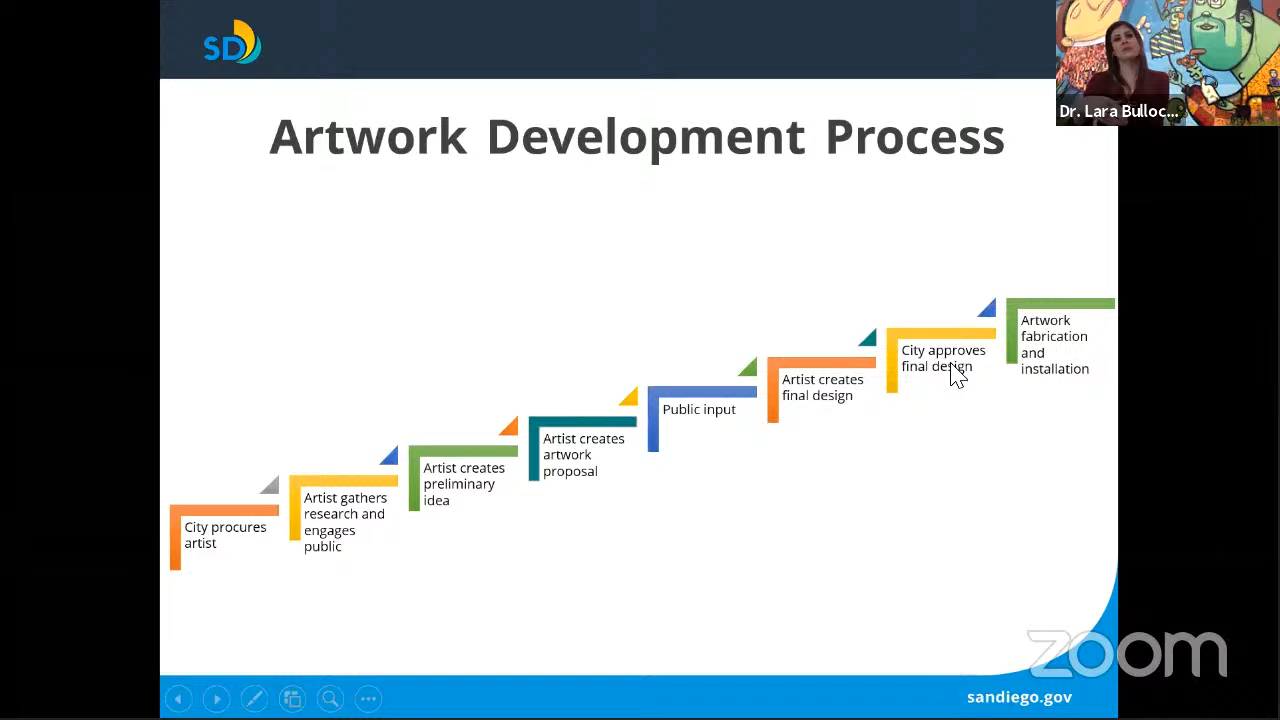 SD
Dr. Lara Bulloc...
Artwork Development Process
City procures
artist
Artist gathers
research and
engages
public
Artist creates
preliminary
idea
Artist creates
artwork
proposal
Public input
Artist creates
final design
City approves
final design
Artwork
fabrication
and
installation
zoom
sandiego.gov